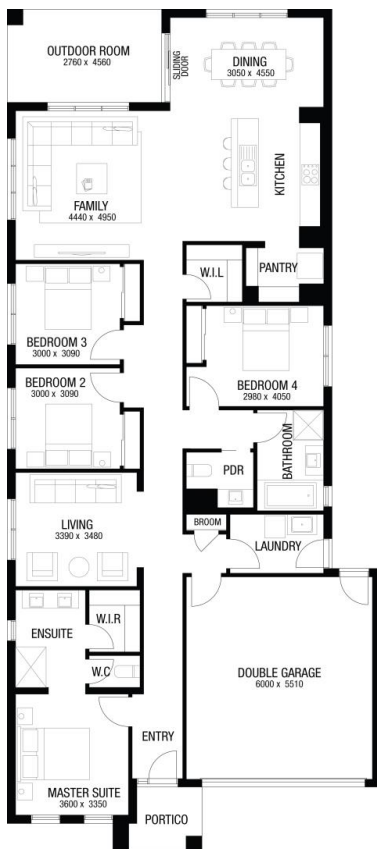 OUTDOOR ROOM
2760 x 4560
SLIDING
DOOR
DINING
3050 x 4550
KITCHEN
FAMILY
4440 x 4950
W.I.L
PANTRY
BEDROOM 3
3000 x 3090
BEDROOM 4
2980 x 4050
BEDROOM 2
3000 x 3090
BATHROOM
PDR
LIVING
3390 x 3480
BROOM
LAUNDRY
W.I.R
ENSUITE
W.C
DOUBLE GARAGE
6000 x 5510
ENTRY
MASTER SUITE
3600 x 3350
PORTICO